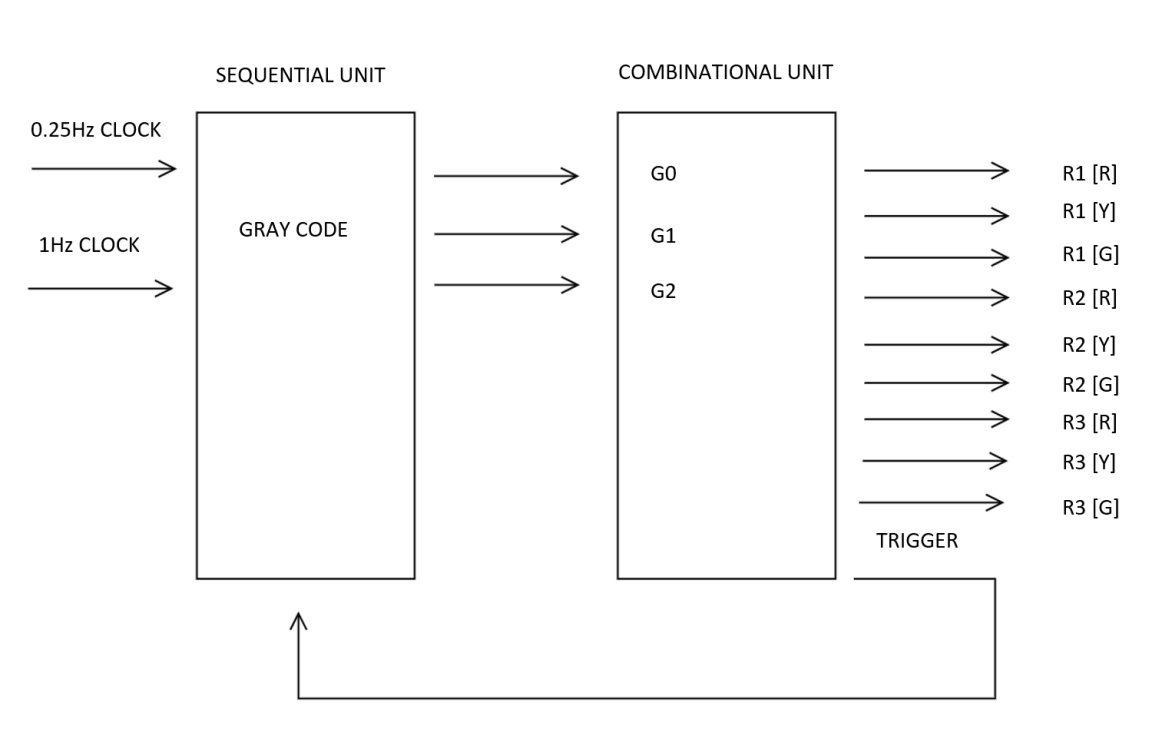 SEQUENTIAL UNIT
COMBINATIONAL UNIT
0.25Hz CLOCK
1Hz CLOCK
GRAY CODE
G0
G1
G2
R1 [R]
R1 [Y]
R1 [G]
R2 [R]
R2 [Y]
R2 [G]
R3 [R]
R3 [Y]
R3 [G]
TRIGGER